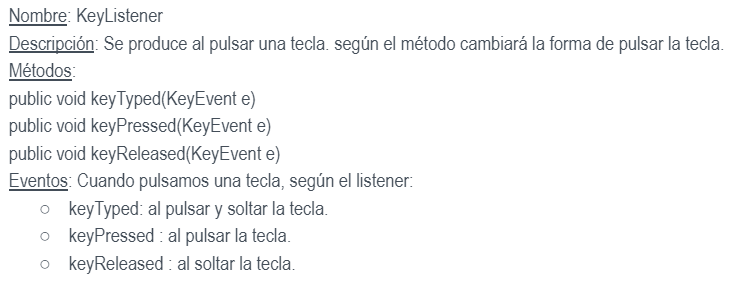 Nombre: KeyListener
Descripción: Se produce al pulsar una tecla. según el método cambiará la forma de pulsar la tecla.
Métodos:
public void keyTyped(KeyEvent e)
public void keyPressed(KeyEvent e)
public void keyReleased(KeyEvent e)
Eventos: Cuando pulsamos una tecla, según el listener:
○ keyTyped: al pulsar y soltar la tecla.
○ keyPressed : al pulsar la tecla.
○ keyReleased : al soltar la tecla.